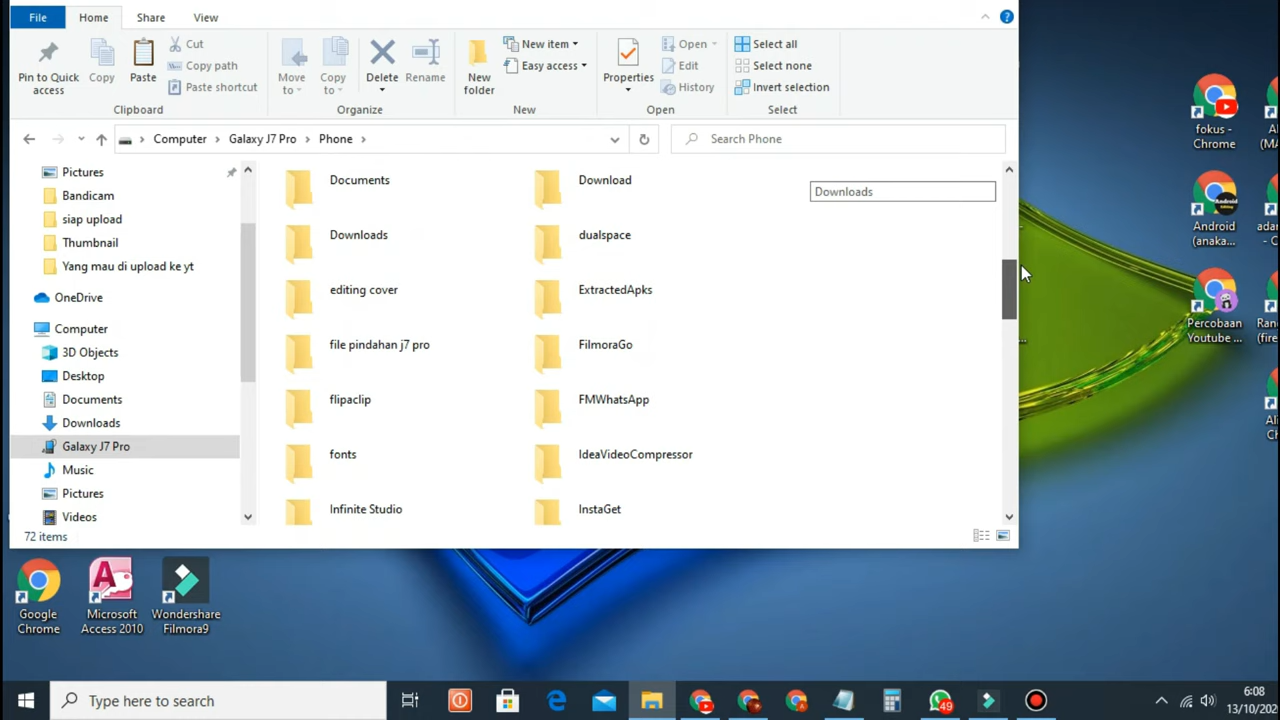 File Home Share View
Pin to Quick access
Copy
Paste
Cut
Copy path
Paste shortcut
Clipboard
Move to
Copy to
Delete
Rename
Organize
New folder
New item
Easy access
New
Properties
Open
Edit
History
Open
Select all
Select none
Invert selection
Select
Computer > Galaxy J7 Pro > Phone >
Search Phone
Pictures
Bandicam
siap upload
Thumbnail
Yang mau di upload ke yt
OneDrive
Computer
3D Objects
Desktop
Documents
Downloads
Galaxy J7 Pro
Music
Pictures
Videos
Documents Download
Downloads
Downloads dualspace
editing cover ExtractedApks
file pindahan j7 pro FilmoraGo
flipaclip FMWhatsApp
fonts IdeaVideoCompressor
Infinite Studio InstaGet
72 items
fokus -
Chrome
Android
(anaka...
Percobaan
Youtube ...
Google
Chrome
Microsoft
Access 2010
Wondershare
Filmora9
Type here to search
49
6:08